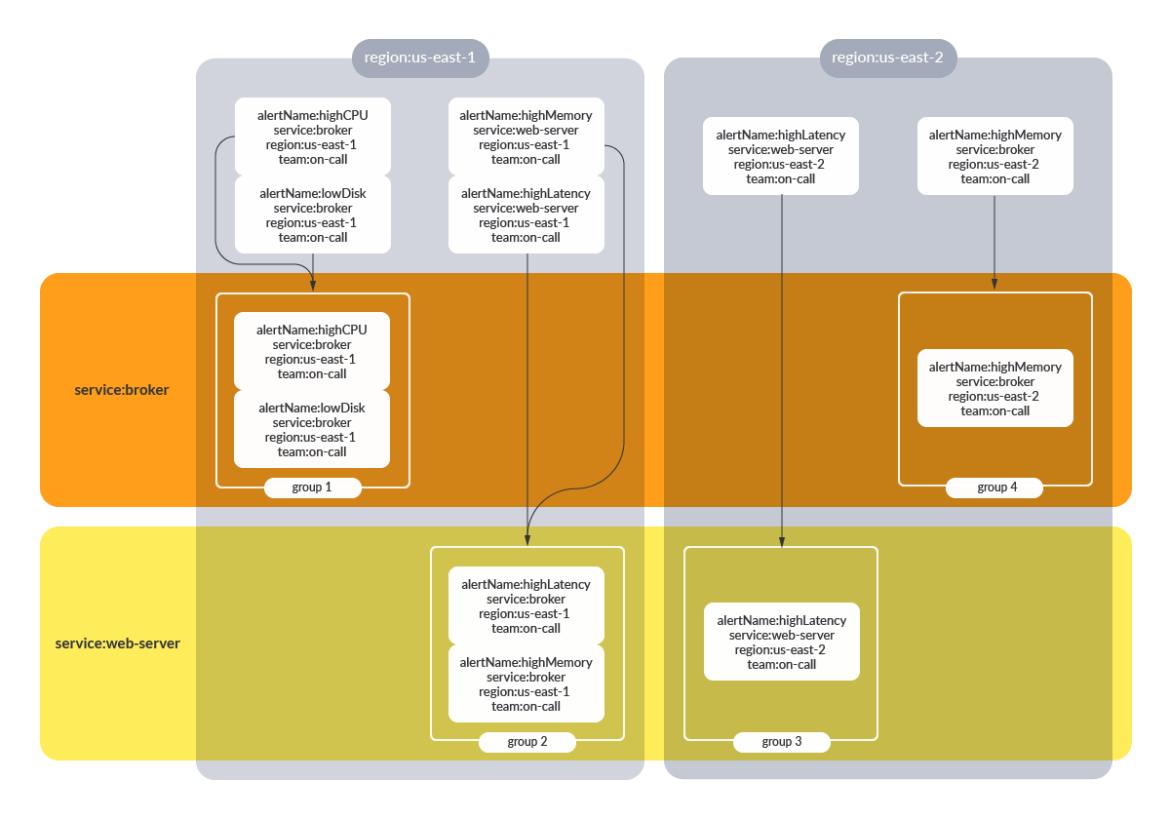 region:us-east-1
region:us-east-2
alertName:highCPU
service:broker
region:us-east-1
team:on-call
alertName:lowDisk
service:broker
region:us-east-1
team:on-call
alertName:highMemory
service:web-server
region:us-east-1
team:on-call
alertName:highLatency
service:web-server
region:us-east-1
team:on-call
alertName:highLatency
service:web-server
region:us-east-2
team:on-call
alertName:highMemory
service:broker
region:us-east-2
team:on-call
service:broker
alertName:highCPU
service:broker
region:us-east-1
team:on-call
alertName:lowDisk
service:broker
region:us-east-1
team:on-call
group 1
alertName:highMemory
service:broker
region:us-east-2
team:on-call
group 4
service:web-server
alertName:highLatency
service:broker
region:us-east-1
team:on-call
alertName:highMemory
service:broker
region:us-east-1
team:on-call
group 2
alertName:highLatency
service:web-server
region:us-east-2
team:on-call
group 3